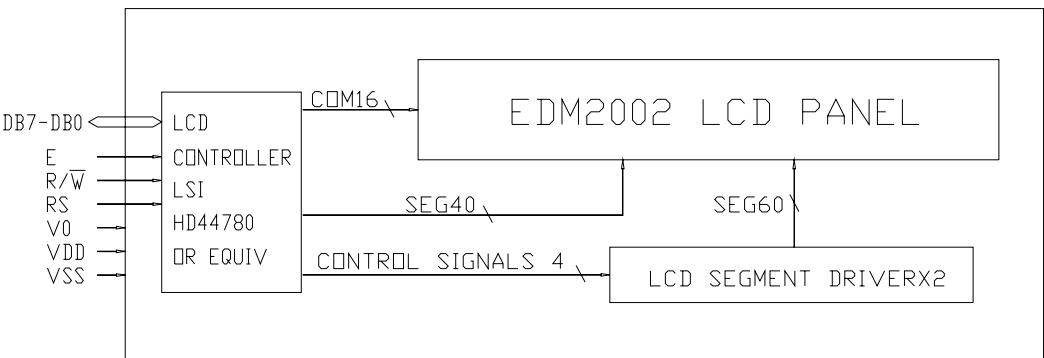 COM16
EDM2002 LCD PANEL
DB7-DB0
LCD
E
CONTROLLER
R/W̅
LSI
RS
HD44780
V0
VDD
OR EQUIV
VSS
SEG40
SEG60
CONTROL SIGNALS 4
LCD SEGMENT DRIVERX2